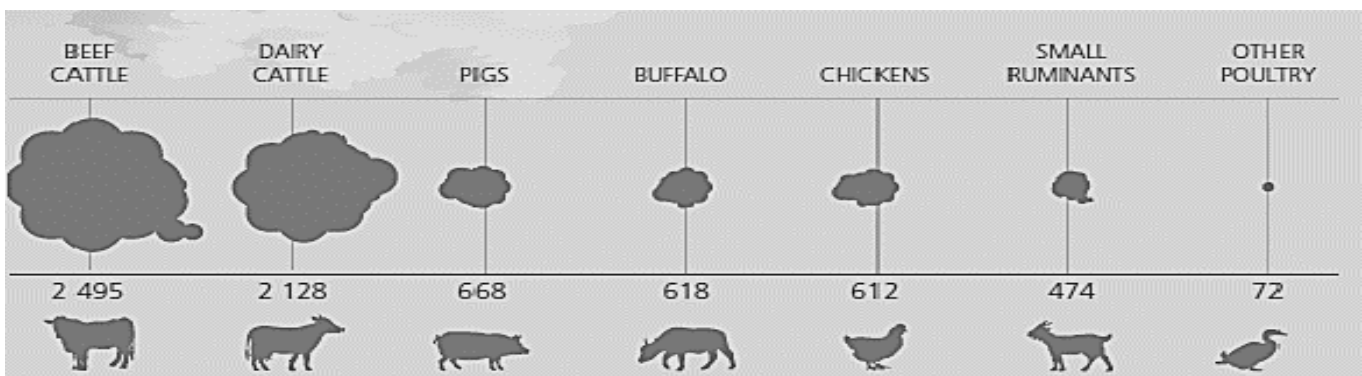 BEEF
CATTLE
DAIRY
CATTLE
PIGS
BUFFALO
CHICKENS
SMALL
RUMINANTS
OTHER
POULTRY
2 495
2 128
668
618
612
474
72